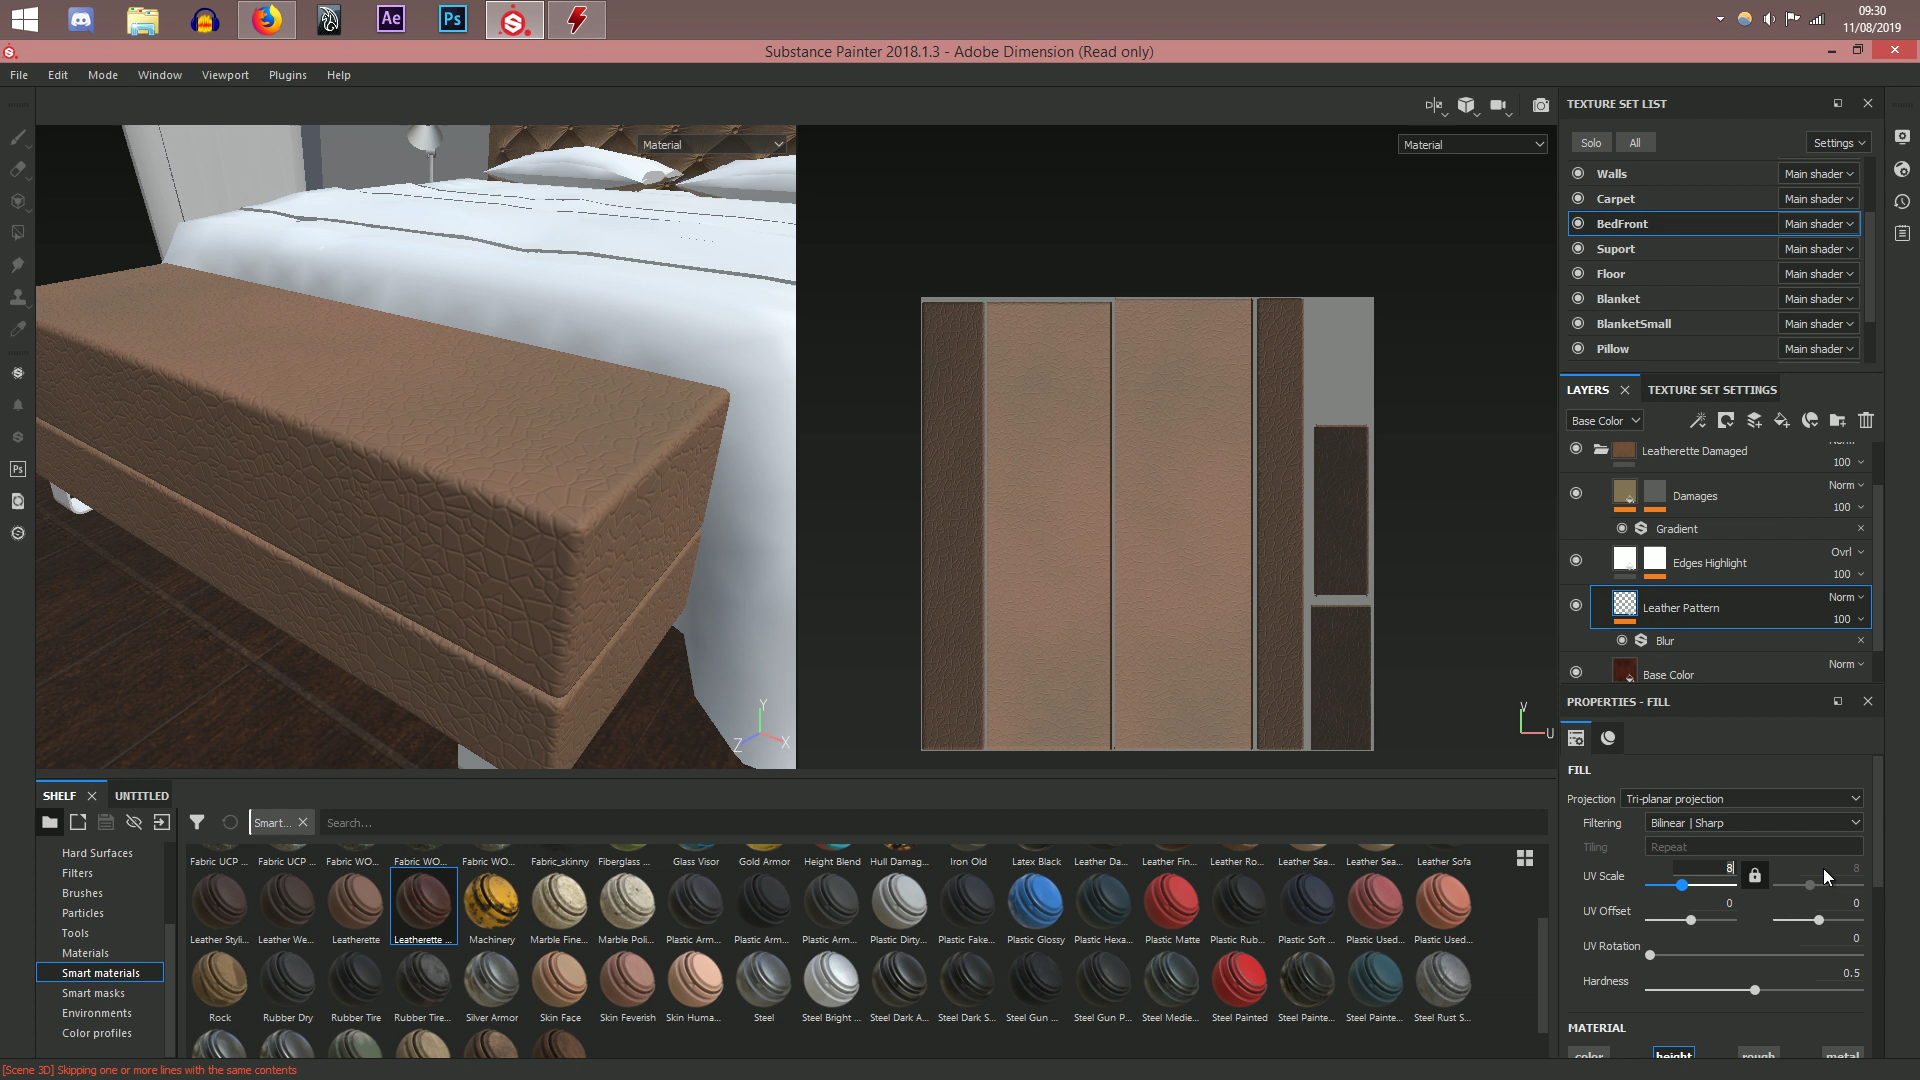 Ae
Ps
09:30
11/08/2019
Substance Painter 2018.1.3 - Adobe Dimension (Read only)
File Edit Mode Window Viewport Plugins Help
Material
Material
TEXTURE SET LIST
Solo All Settings
Walls Main shader
Carpet Main shader
BedFront Main shader
Suport Main shader
Floor Main shader
Blanket Main shader
BlanketSmall Main shader
Pillow Main shader
LAYERS TEXTURE SET SETTINGS
Base Color
Leatherette Damaged
100
Damages Norm
100
Gradient
Edges Highlight Ovrl
100
Leather Pattern Norm
100
Blur
Base Color Norm
PROPERTIES - FILL
FILL
Projection Tri-planar projection
Filtering Bilinear | Sharp
Tiling Repeat
UV Scale 8 8
UV Offset 0 0
UV Rotation 0
Hardness 0.5
MATERIAL
color height rough metal
Y
Z X
V
U
Ps
SHELF UNTITLED
Smart... Search...
Hard Surfaces
Filters
Brushes
Particles
Tools
Materials
Smart materials
Smart masks
Environments
Color profiles
Fabric UCP ... Fabric UCP ... Fabric WO... Fabric WO... Fabric WO... Fabric_skinny Fiberglass ... Glass Visor Gold Armor Height Blend Hull Damag... Iron Old Latex Black Leather Da... Leather Fin... Leather Ro... Leather Sea... Leather Sea... Leather Sofa
Leather Styli... Leather We... Leatherette Leatherette ... Machinery Marble Fine... Marble Poli... Plastic Arm... Plastic Arm... Plastic Arm... Plastic Dirty... Plastic Fake... Plastic Glossy Plastic Hexa... Plastic Matte Plastic Rub... Plastic Soft ... Plastic Used... Plastic Used...
Rock Rubber Dry Rubber Tire Rubber Tire... Silver Armor Skin Face Skin Feverish Skin Huma... Steel Steel Bright ... Steel Dark A... Steel Dark S... Steel Gun ... Steel Gun P... Steel Medie... Steel Painted Steel Painte... Steel Painte... Steel Rust S...
[Scene 3D] Skipping one or more lines with the same contents